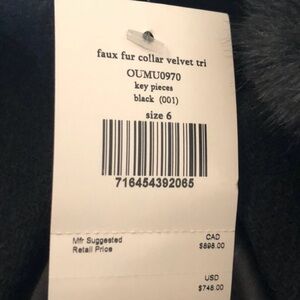 faux fur collar velvet tri
OUMU0970
key pieces
black (001)
size 6
716454392065
Mfr Suggested CAD
Retail Price $898.00
USD
$748.00